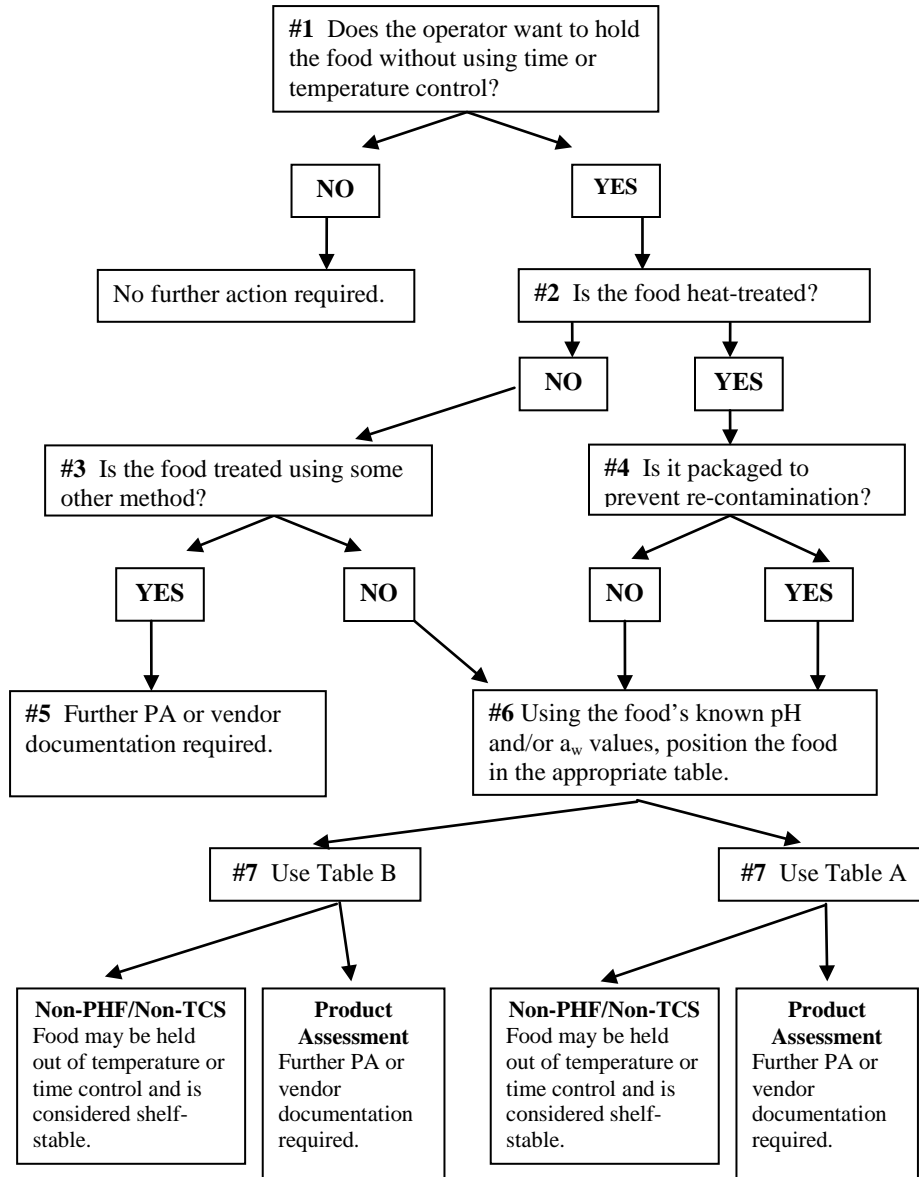 #1 Does the operator want to hold
the food without using time or
temperature control?
NO
YES
No further action required.
#2 Is the food heat-treated?
NO
YES
#3 Is the food treated using some
other method?
#4 Is it packaged to
prevent re-contamination?
YES
NO
NO
YES
#5 Further PA or vendor
documentation required.
#6 Using the food's known pH
and/or aw values, position the food
in the appropriate table.
#7 Use Table B
#7 Use Table A
Non-PHF/Non-TCS
Food may be held
out of temperature or
time control and is
considered shelf-
stable.
Product
Assessment
Further PA or
vendor
documentation
required.
Non-PHF/Non-TCS
Food may be held
out of temperature or
time control and is
considered shelf-
stable.
Product
Assessment
Further PA or
vendor
documentation
required.